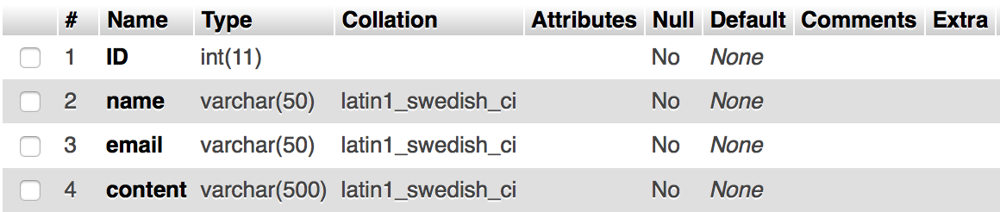 # Name Type Collation Attributes Null Default Comments Extra
1 ID int(11) No None
2 name varchar(50) latin1_swedish_ci No None
3 email varchar(50) latin1_swedish_ci No None
4 content varchar(500) latin1_swedish_ci No None